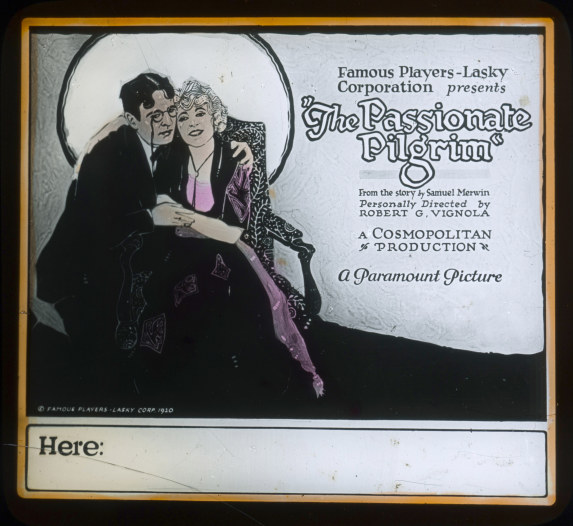 Famous Players-Lasky
Corporation presents
"The Passionate
Pilgrim"
From the story by Samuel Merwin
Personally Directed by
ROBERT G. VIGNOLA
A COSMOPOLITAN
PRODUCTION
A Paramount Picture
© FAMOUS PLAYERS-LASKY CORP. 1920
Here: